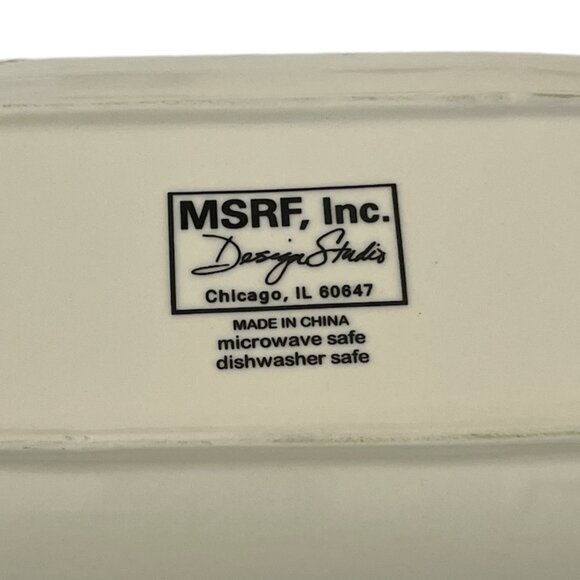 MSRF, Inc.
Design Studio
Chicago, IL 60647
MADE IN CHINA
microwave safe
dishwasher safe